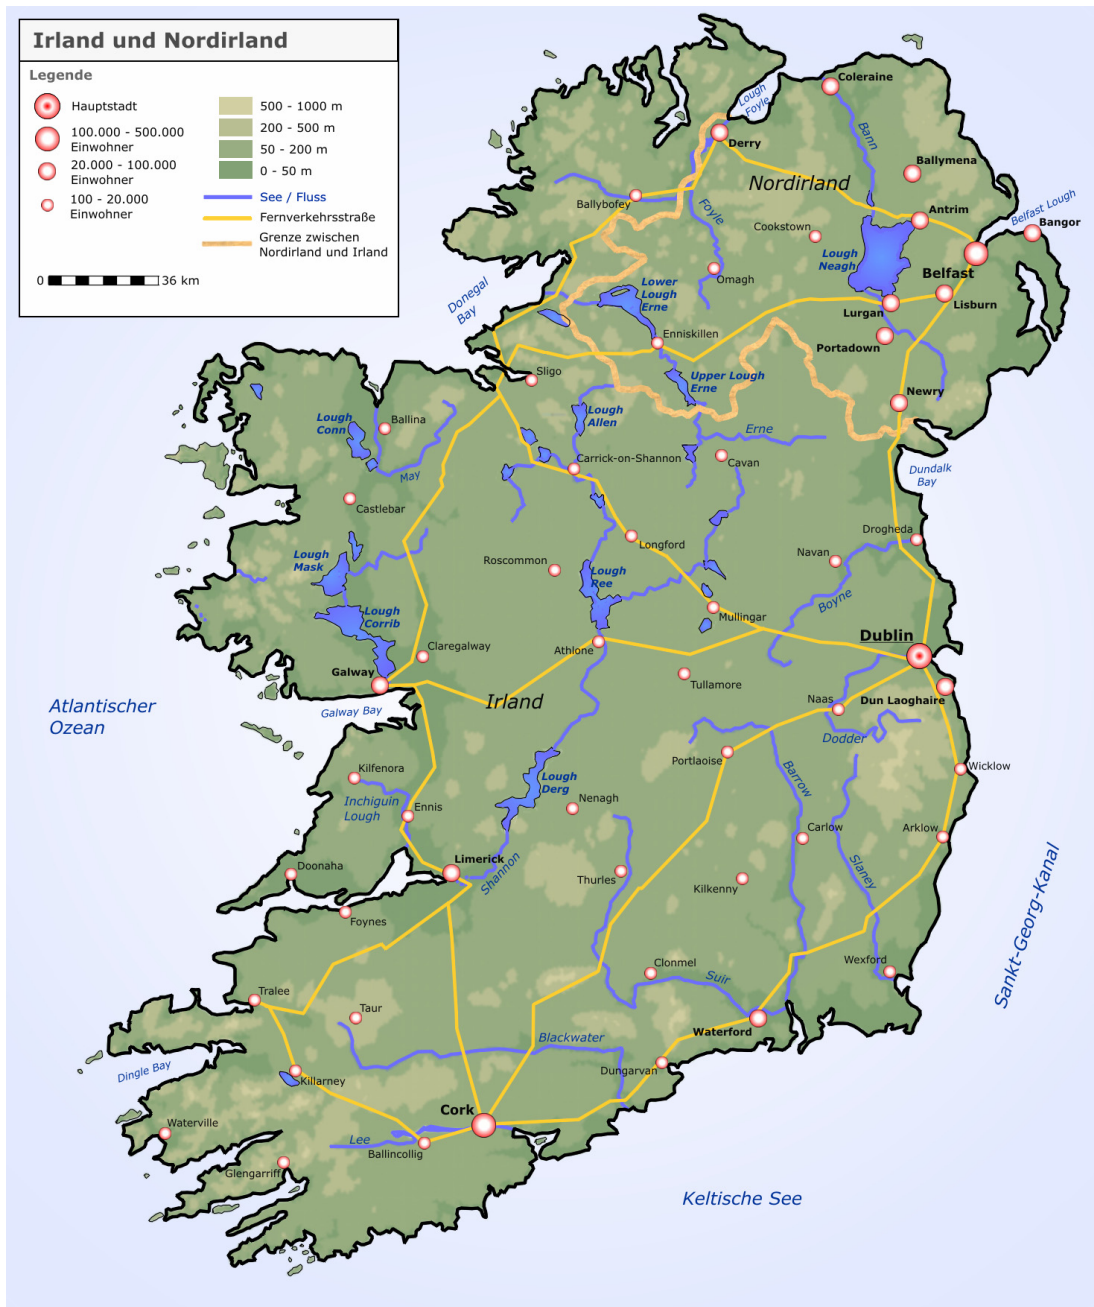 Irland und Nordirland
Legende
Hauptstadt
100.000 - 500.000
Einwohner
20.000 - 100.000
Einwohner
100 - 20.000
Einwohner
500 - 1000 m
200 - 500 m
50 - 200 m
0 - 50 m
See / Fluss
Fernverkehrsstraße
Grenze zwischen
Nordirland und Irland
0
36 km
Lough
Foyle
Coleraine
Derry
Bann
Ballymena
Nordirland
Ballybofey
Foyle
Antrim
Belfast Lough
Bangor
Cookstown
Lough
Neagh
Belfast
Omagh
Donegal
Bay
Lower
Lough
Erne
Lurgan
Lisburn
Enniskillen
Portadown
Sligo
Upper Lough
Erne
Newry
Lough
Conn
Ballina
Lough
Allen
Erne
May
Carrick-on-Shannon
Cavan
Dundalk
Bay
Castlebar
Drogheda
Longford
Navan
Lough
Mask
Roscommon
Lough
Ree
Boyne
Lough
Corrib
Mullingar
Dublin
Claregalway
Athlone
Galway
Tullamore
Naas
Dun Laoghaire
Irland
Atlantischer
Ozean
Galway Bay
Dodder
Portlaoise
Wicklow
Kilfenora
Lough
Derg
Barrow
Inchiguin
Lough
Ennis
Nenagh
Carlow
Arklow
Limerick
Shannon
Doonaha
Thurles
Kilkenny
Slaney
Sankt-Georg-Kanal
Foynes
Clonmel
Wexford
Suir
Tralee
Taur
Waterford
Blackwater
Dingle Bay
Killarney
Dungarvan
Cork
Waterville
Lee
Ballincollig
Glengarriff
Keltische See